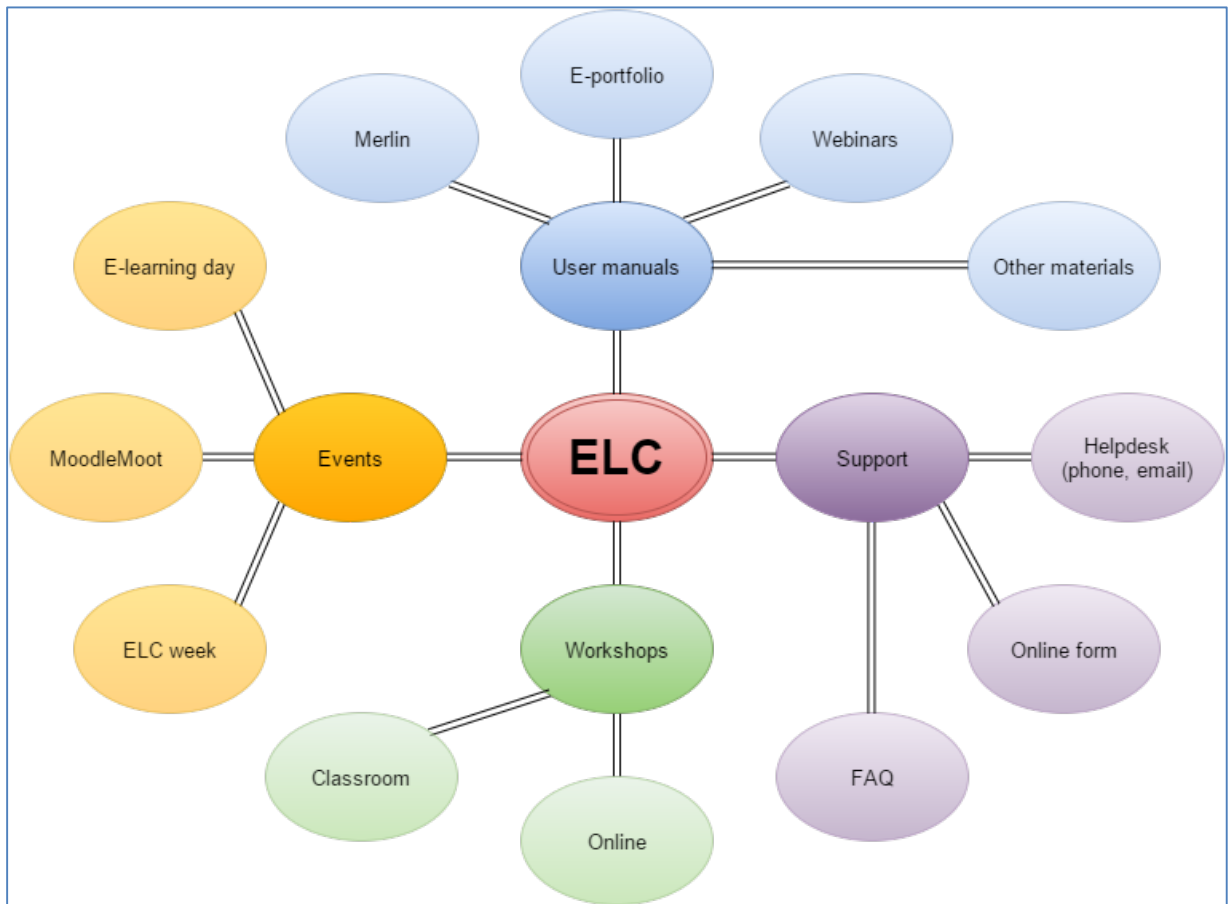 E-portfolio
Merlin
Webinars
E-learning day
User manuals
Other materials
MoodleMoot
Events
ELC
Support
Helpdesk
(phone, email)
ELC week
Workshops
Online form
Classroom
FAQ
Online